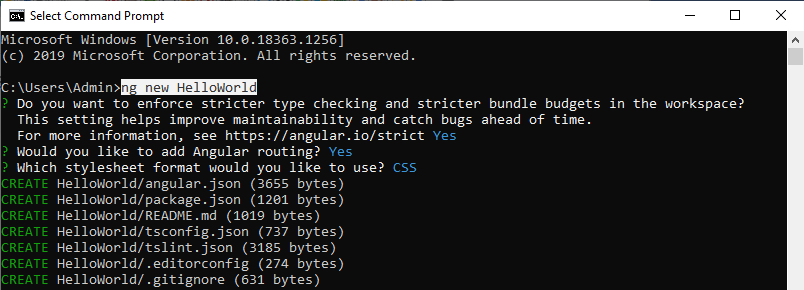 Select Command Prompt
Microsoft Windows [Version 10.0.18363.1256]
(c) 2019 Microsoft Corporation. All rights reserved.
C:\Users\Admin>ng new HelloWorld
? Do you want to enforce stricter type checking and stricter bundle budgets in the workspace?
This setting helps improve maintainability and catch bugs ahead of time.
For more information, see https://angular.io/strict Yes
? Would you like to add Angular routing? Yes
? Which stylesheet format would you like to use? CSS
CREATE HelloWorld/angular.json (3655 bytes)
CREATE HelloWorld/package.json (1201 bytes)
CREATE HelloWorld/README.md (1019 bytes)
CREATE HelloWorld/tsconfig.json (737 bytes)
CREATE HelloWorld/tslint.json (3185 bytes)
CREATE HelloWorld/.editorconfig (274 bytes)
CREATE HelloWorld/.gitignore (631 bytes)